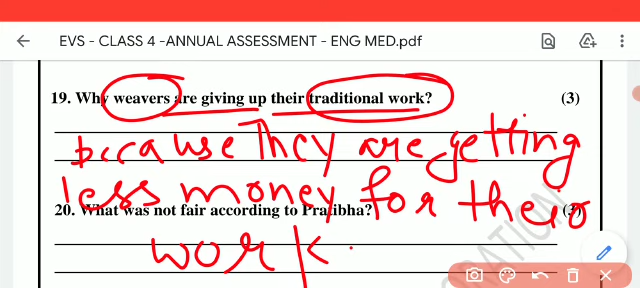 EVS - CLASS 4 -ANNUAL ASSESSMENT - ENG MED.pdf
19. Why weavers are giving up their traditional work? (3)
because they are getting
less money for their
20. What was not fair according to Pratibha? (3)
work.